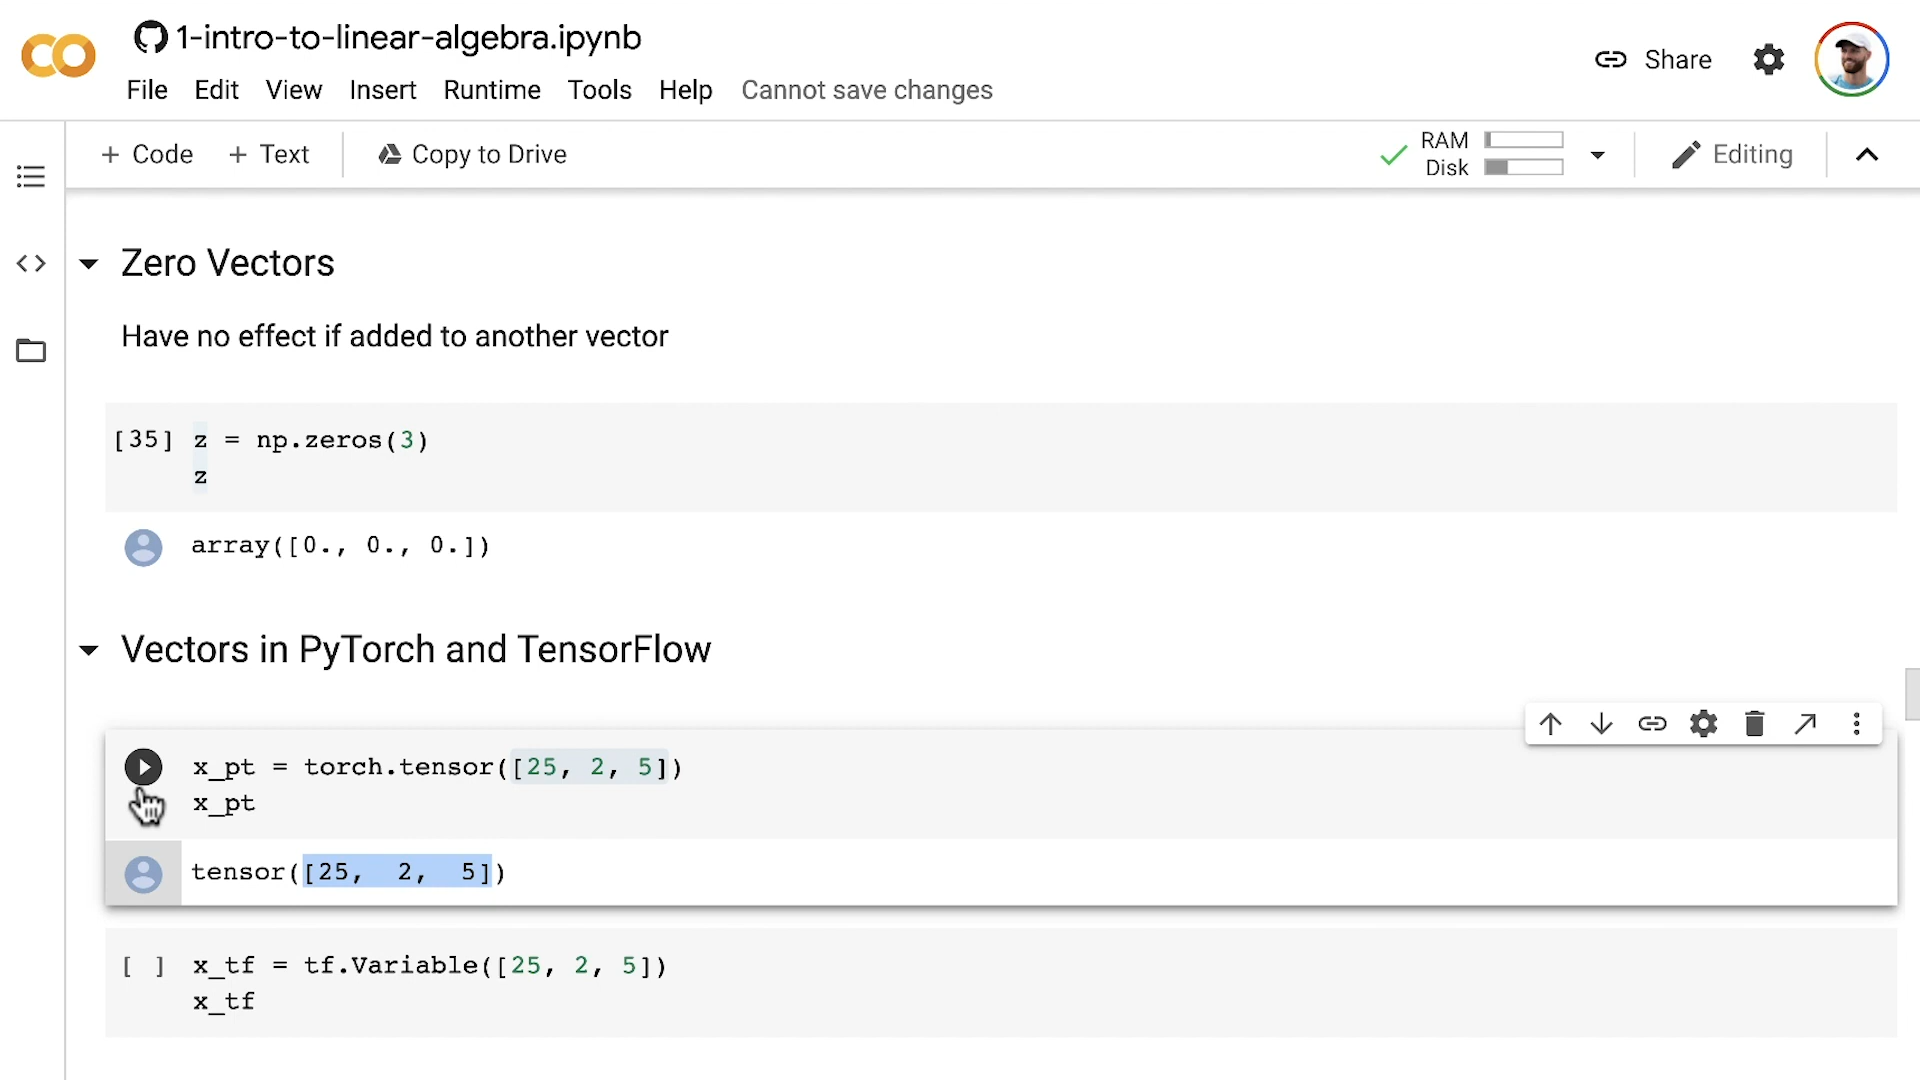 1-intro-to-linear-algebra.ipynb
File Edit View Insert Runtime Tools Help Cannot save changes
Share
+ Code + Text Copy to Drive
RAM
Disk
Editing
Zero Vectors
Have no effect if added to another vector
[35] z = np.zeros(3)
z
array([0., 0., 0.])
Vectors in PyTorch and TensorFlow
x_pt = torch.tensor([25, 2, 5])
x_pt
tensor([25,  2,  5])
[ ] x_tf = tf.Variable([25, 2, 5])
x_tf